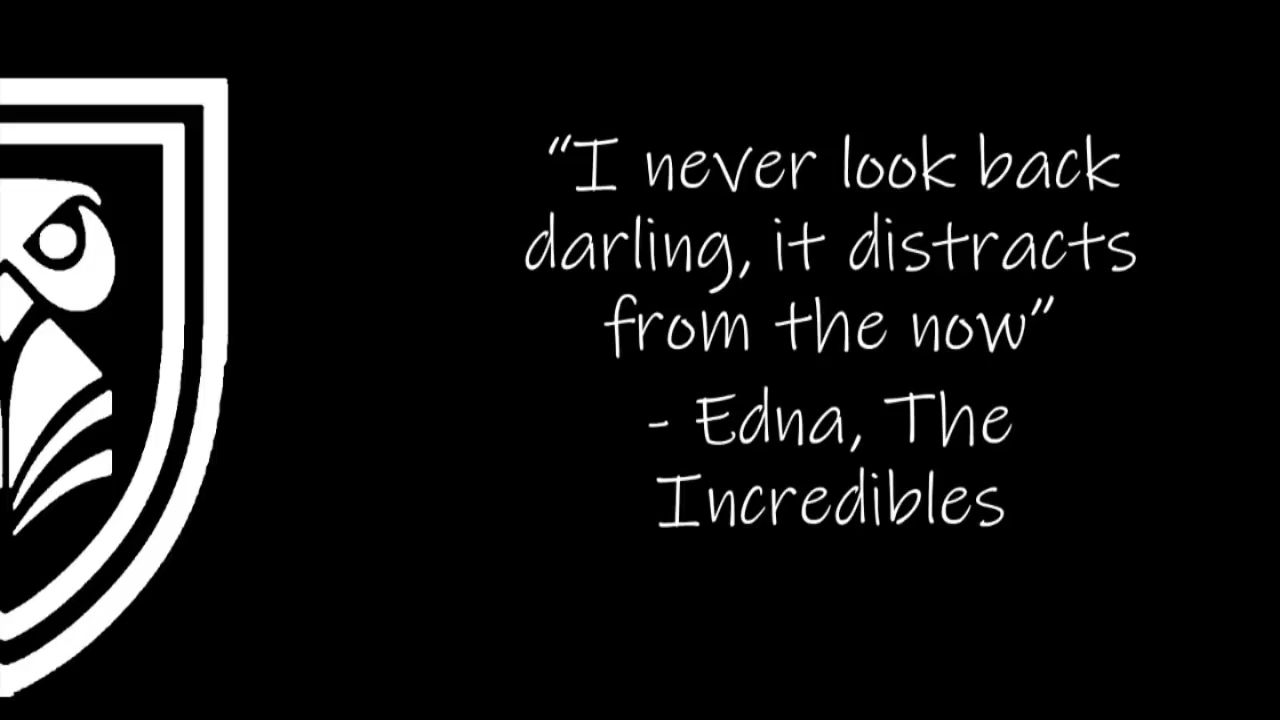 “I never look back
darling, it distracts
from the now”
- Edna, The
Incredibles